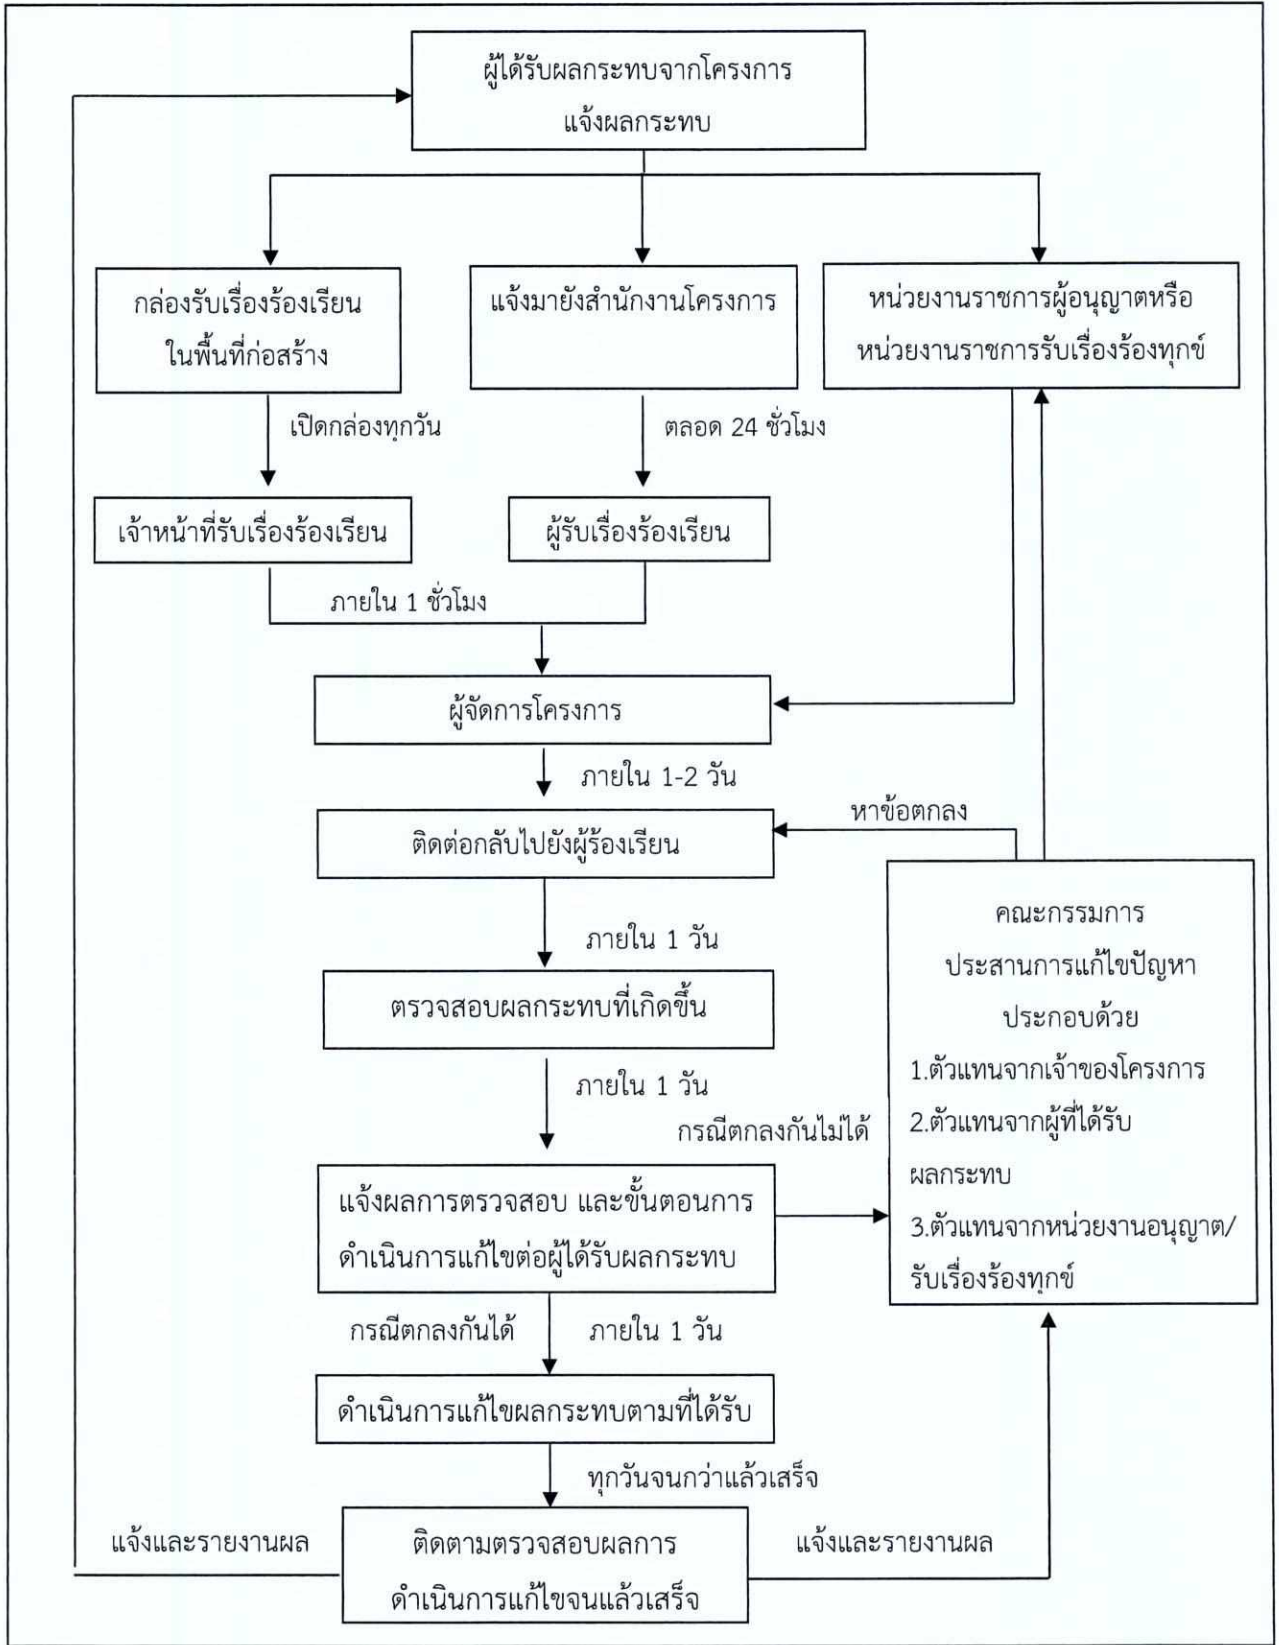 ผู้ได้รับผลกระทบจากโครงการ
แจ้งผลกระทบ
กล่องรับเรื่องร้องเรียน
ในพื้นที่ก่อสร้าง
แจ้งมายังสำนักงานโครงการ
หน่วยงานราชการผู้อนุญาตหรือ
หน่วยงานราชการรับเรื่องร้องทุกข์
เปิดกล่องทุกวัน
ตลอด 24 ชั่วโมง
เจ้าหน้าที่รับเรื่องร้องเรียน
ผู้รับเรื่องร้องเรียน
ภายใน 1 ชั่วโมง
ผู้จัดการโครงการ
ภายใน 1-2 วัน
หาข้อตกลง
ติดต่อกลับไปยังผู้ร้องเรียน
คณะกรรมการ
ประสานการแก้ไขปัญหา
ประกอบด้วย
1.ตัวแทนจากเจ้าของโครงการ
2.ตัวแทนจากผู้ที่ได้รับ
ผลกระทบ
3.ตัวแทนจากหน่วยงานอนุญาต/
รับเรื่องร้องทุกข์
ภายใน 1 วัน
ตรวจสอบผลกระทบที่เกิดขึ้น
ภายใน 1 วัน
กรณีตกลงกันไม่ได้
แจ้งผลการตรวจสอบ และขั้นตอนการ
ดำเนินการแก้ไขต่อผู้ได้รับผลกระทบ
กรณีตกลงกันได้
ภายใน 1 วัน
ดำเนินการแก้ไขผลกระทบตามที่ได้รับ
ทุกวันจนกว่าแล้วเสร็จ
แจ้งและรายงานผล
ติดตามตรวจสอบผลการ
ดำเนินการแก้ไขจนแล้วเสร็จ
แจ้งและรายงานผล